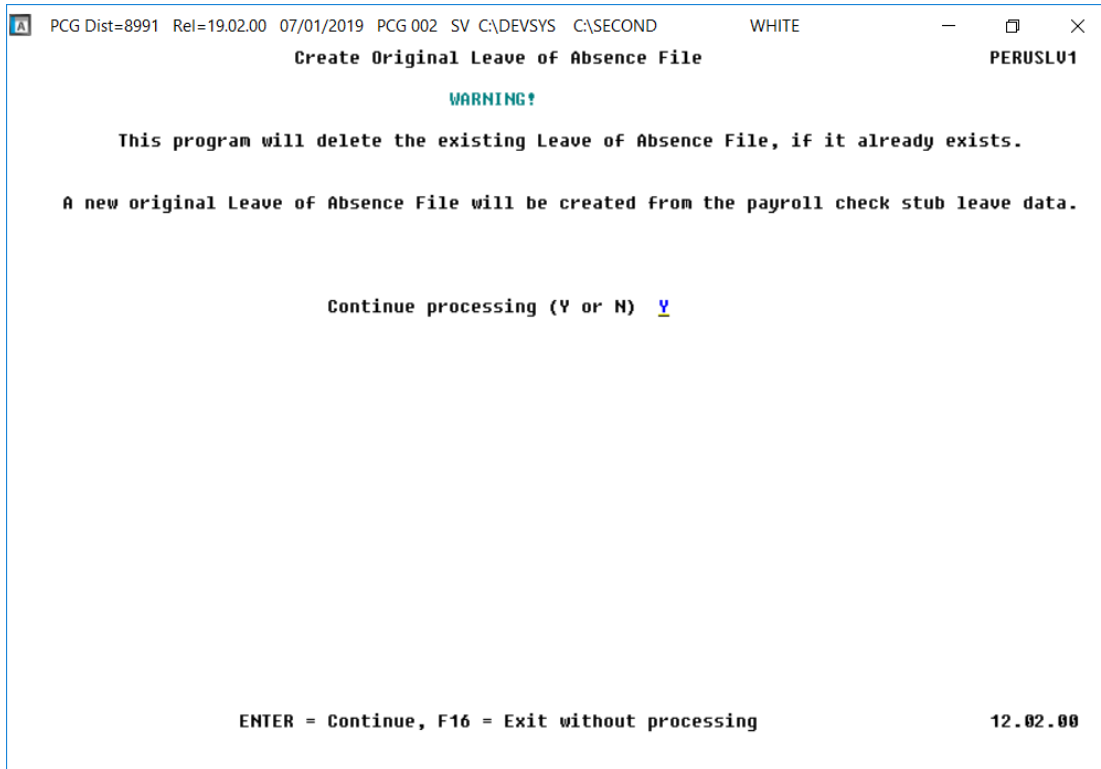 A PCG Dist=8991 Rel=19.02.00 07/01/2019 PCG 002 SV C:\DEVSYS C:\SECOND WHITE
Create Original Leave of Absence File PERUSLV1
WARNING!
This program will delete the existing Leave of Absence File, if it already exists.
A new original Leave of Absence File will be created from the payroll check stub leave data.
Continue processing (Y or N) Y
ENTER = Continue, F16 = Exit without processing 12.02.00